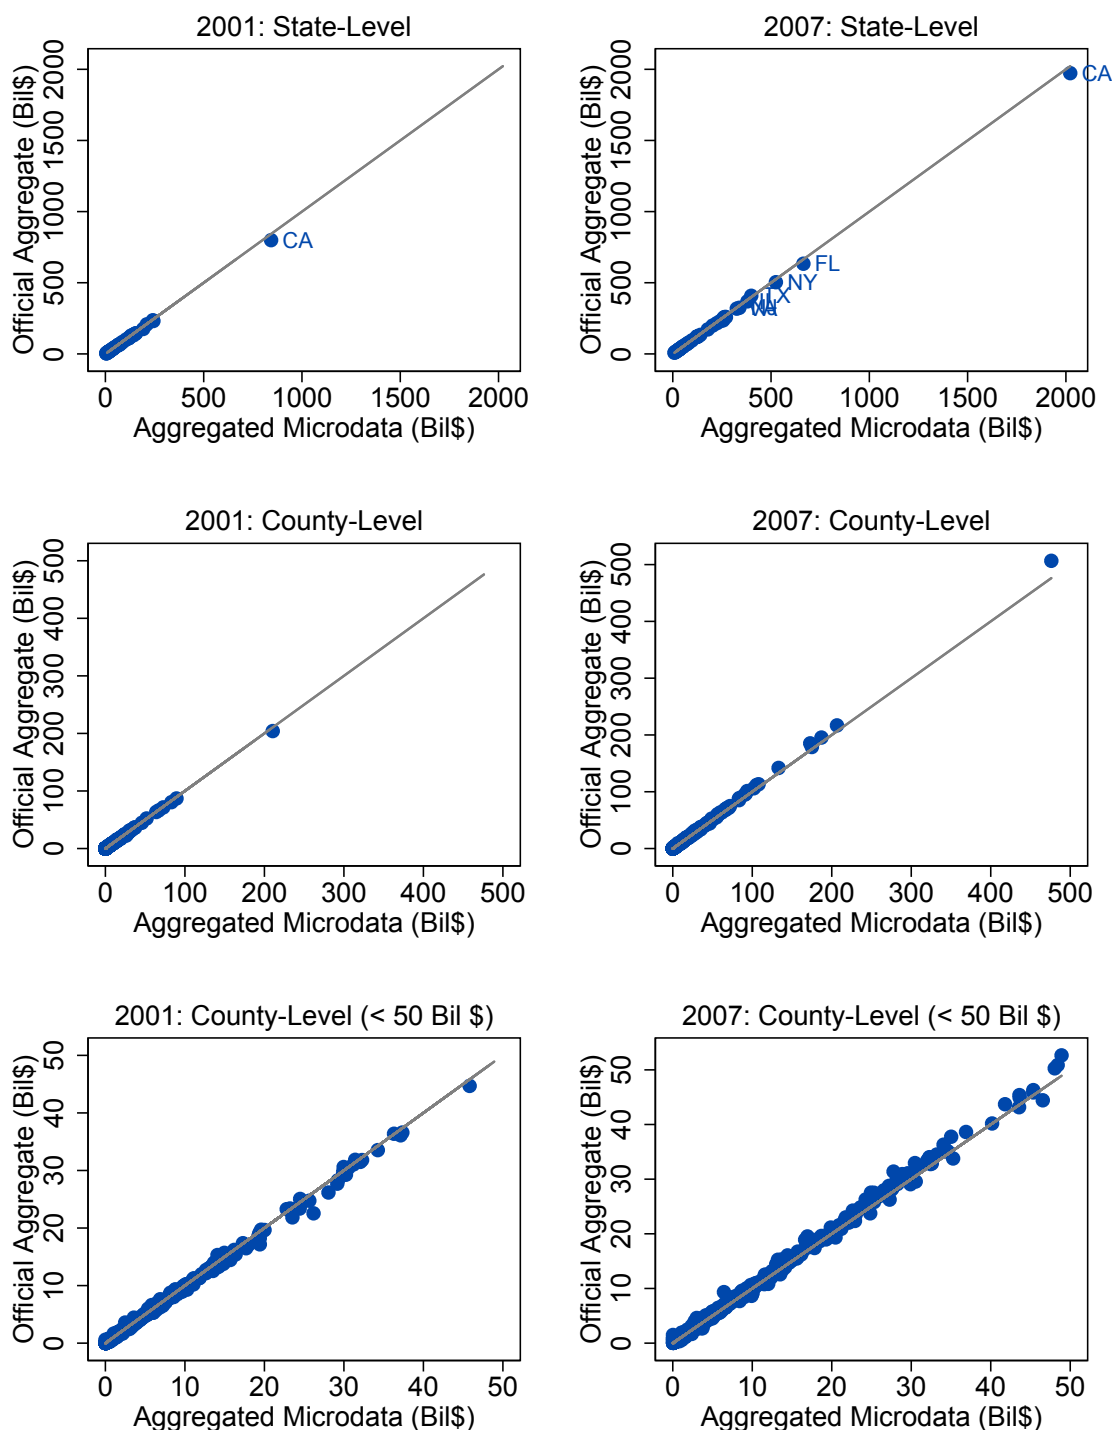 2001: State-Level
Official Aggregate (Bil$)
0 500 1000 1500 2000
CA
0 500 1000 1500 2000
Aggregated Microdata (Bil$)
2007: State-Level
Official Aggregate (Bil$)
0 500 1000 1500 2000
CA
FL
NY
TX
0 500 1000 1500 2000
Aggregated Microdata (Bil$)
2001: County-Level
Official Aggregate (Bil$)
0 100 200 300 400 500
0 100 200 300 400 500
Aggregated Microdata (Bil$)
2007: County-Level
Official Aggregate (Bil$)
0 100 200 300 400 500
0 100 200 300 400 500
Aggregated Microdata (Bil$)
2001: County-Level (< 50 Bil $)
Official Aggregate (Bil$)
0 10 20 30 40 50
0 10 20 30 40 50
Aggregated Microdata (Bil$)
2007: County-Level (< 50 Bil $)
Official Aggregate (Bil$)
0 10 20 30 40 50
0 10 20 30 40 50
Aggregated Microdata (Bil$)